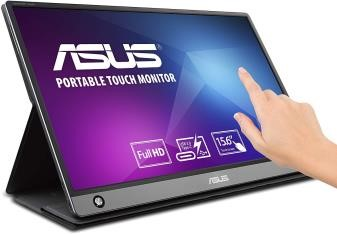 ASUS
PORTABLE TOUCH MONITOR
Full HD
15.6"
ASUS